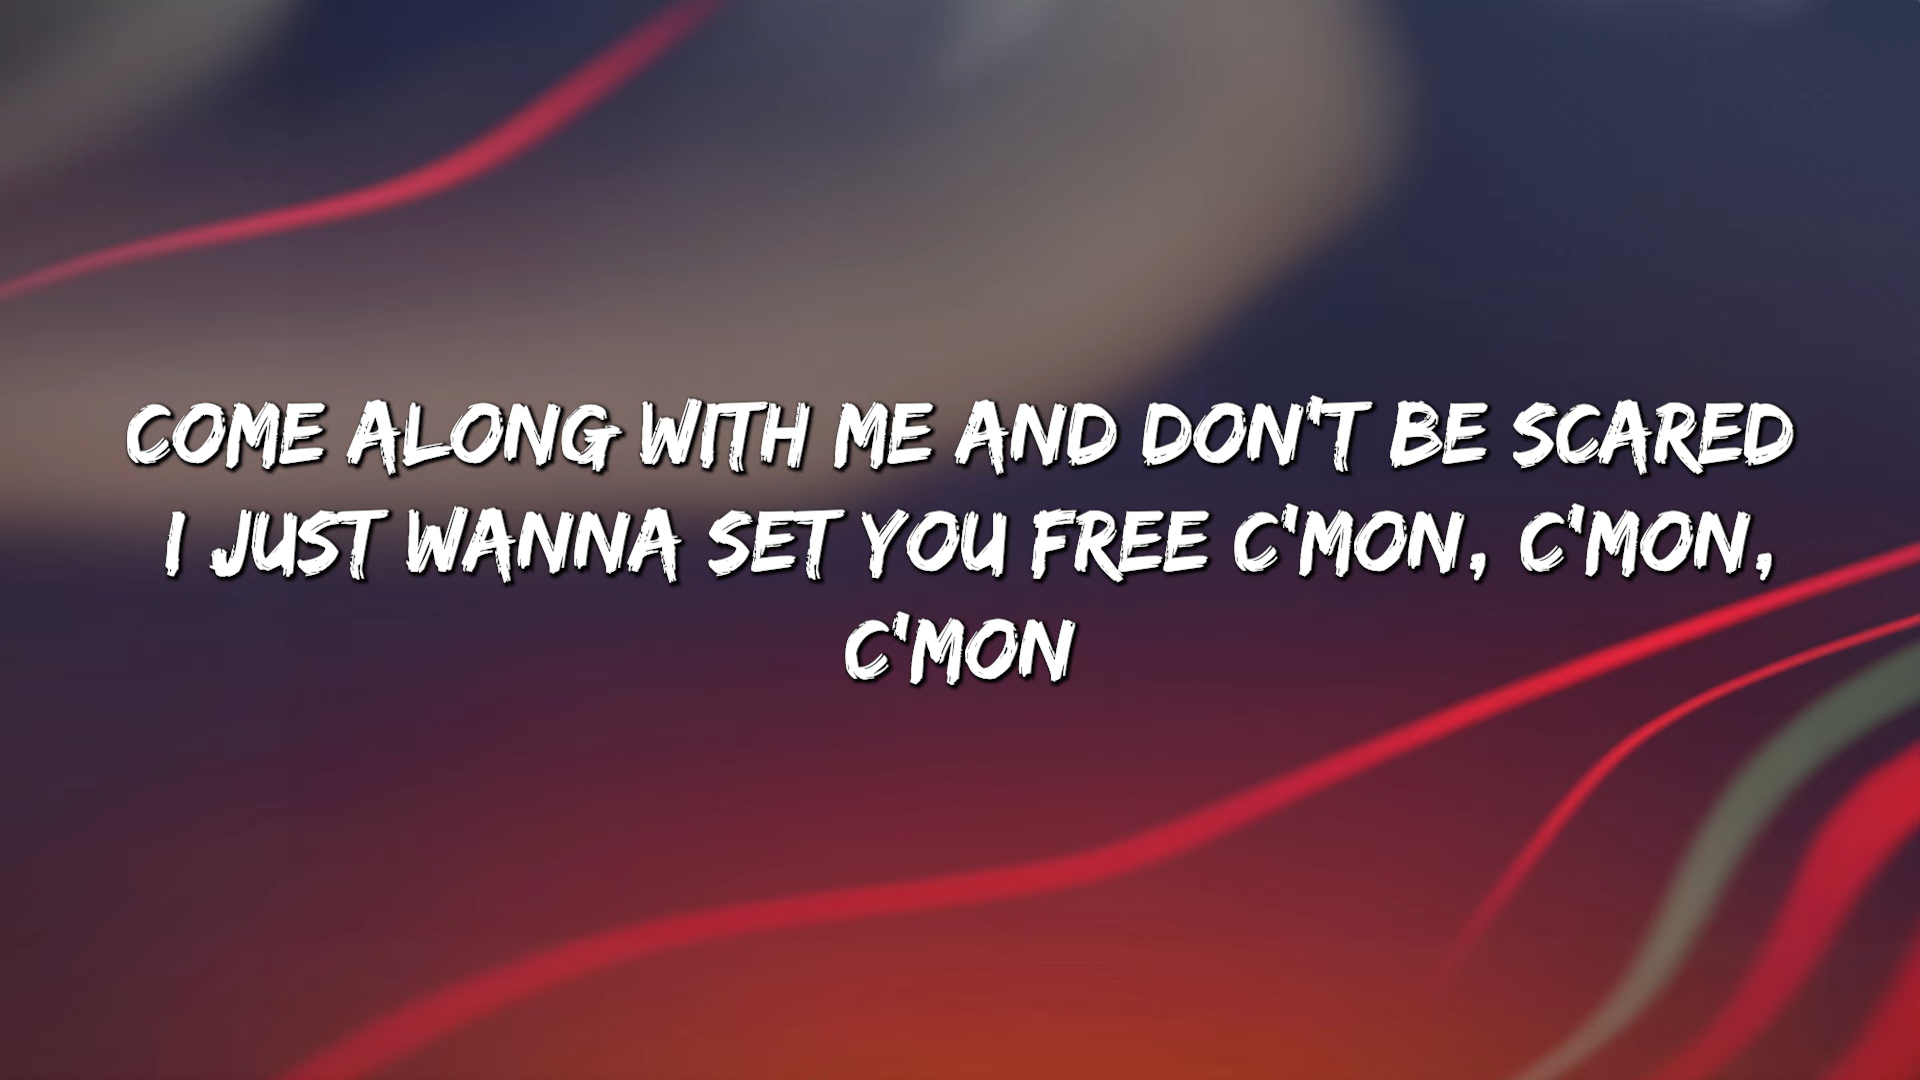 COME ALONG WITH ME AND DON'T BE SCARED
I JUST WANNA SET YOU FREE C'MON, C'MON,
C'MON